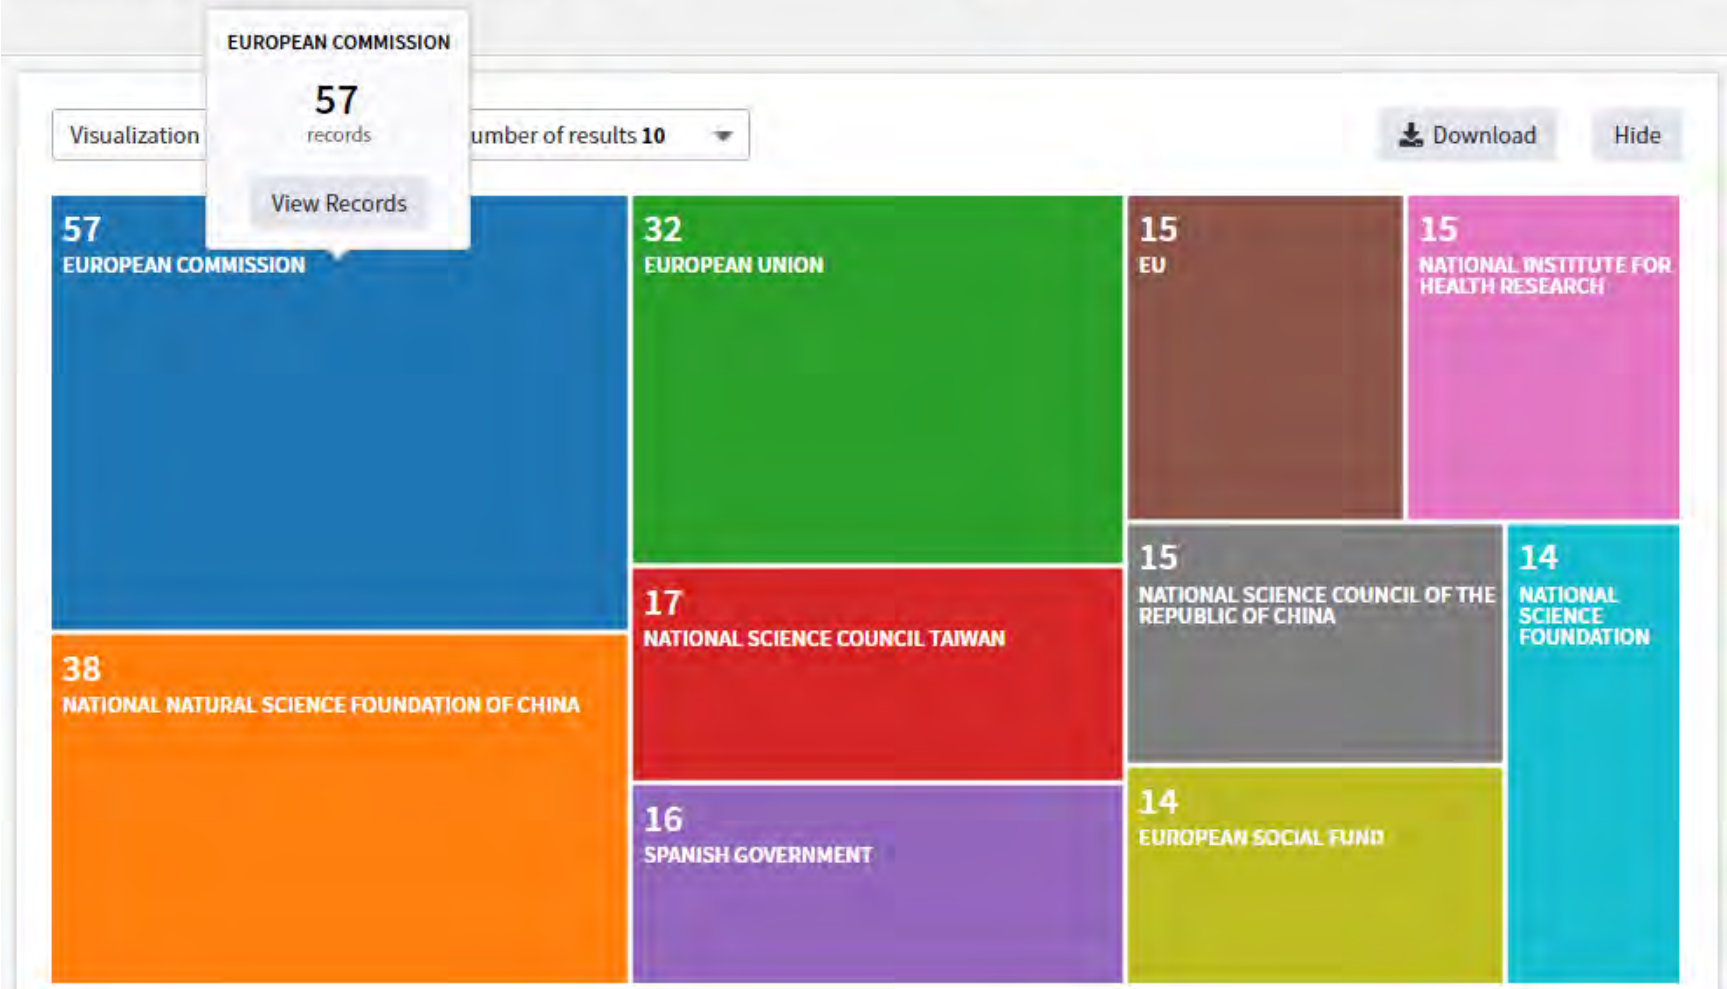 EUROPEAN COMMISSION
57
records
View Records
Visualization
umber of results 10
Download
Hide
57
EUROPEAN COMMISSION
38
NATIONAL NATURAL SCIENCE FOUNDATION OF CHINA
32
EUROPEAN UNION
17
NATIONAL SCIENCE COUNCIL TAIWAN
16
SPANISH GOVERNMENT
15
EU
15
NATIONAL INSTITUTE FOR
HEALTH RESEARCH
15
NATIONAL SCIENCE COUNCIL OF THE
REPUBLIC OF CHINA
14
NATIONAL
SCIENCE
FOUNDATION
14
EUROPEAN SOCIAL FUND